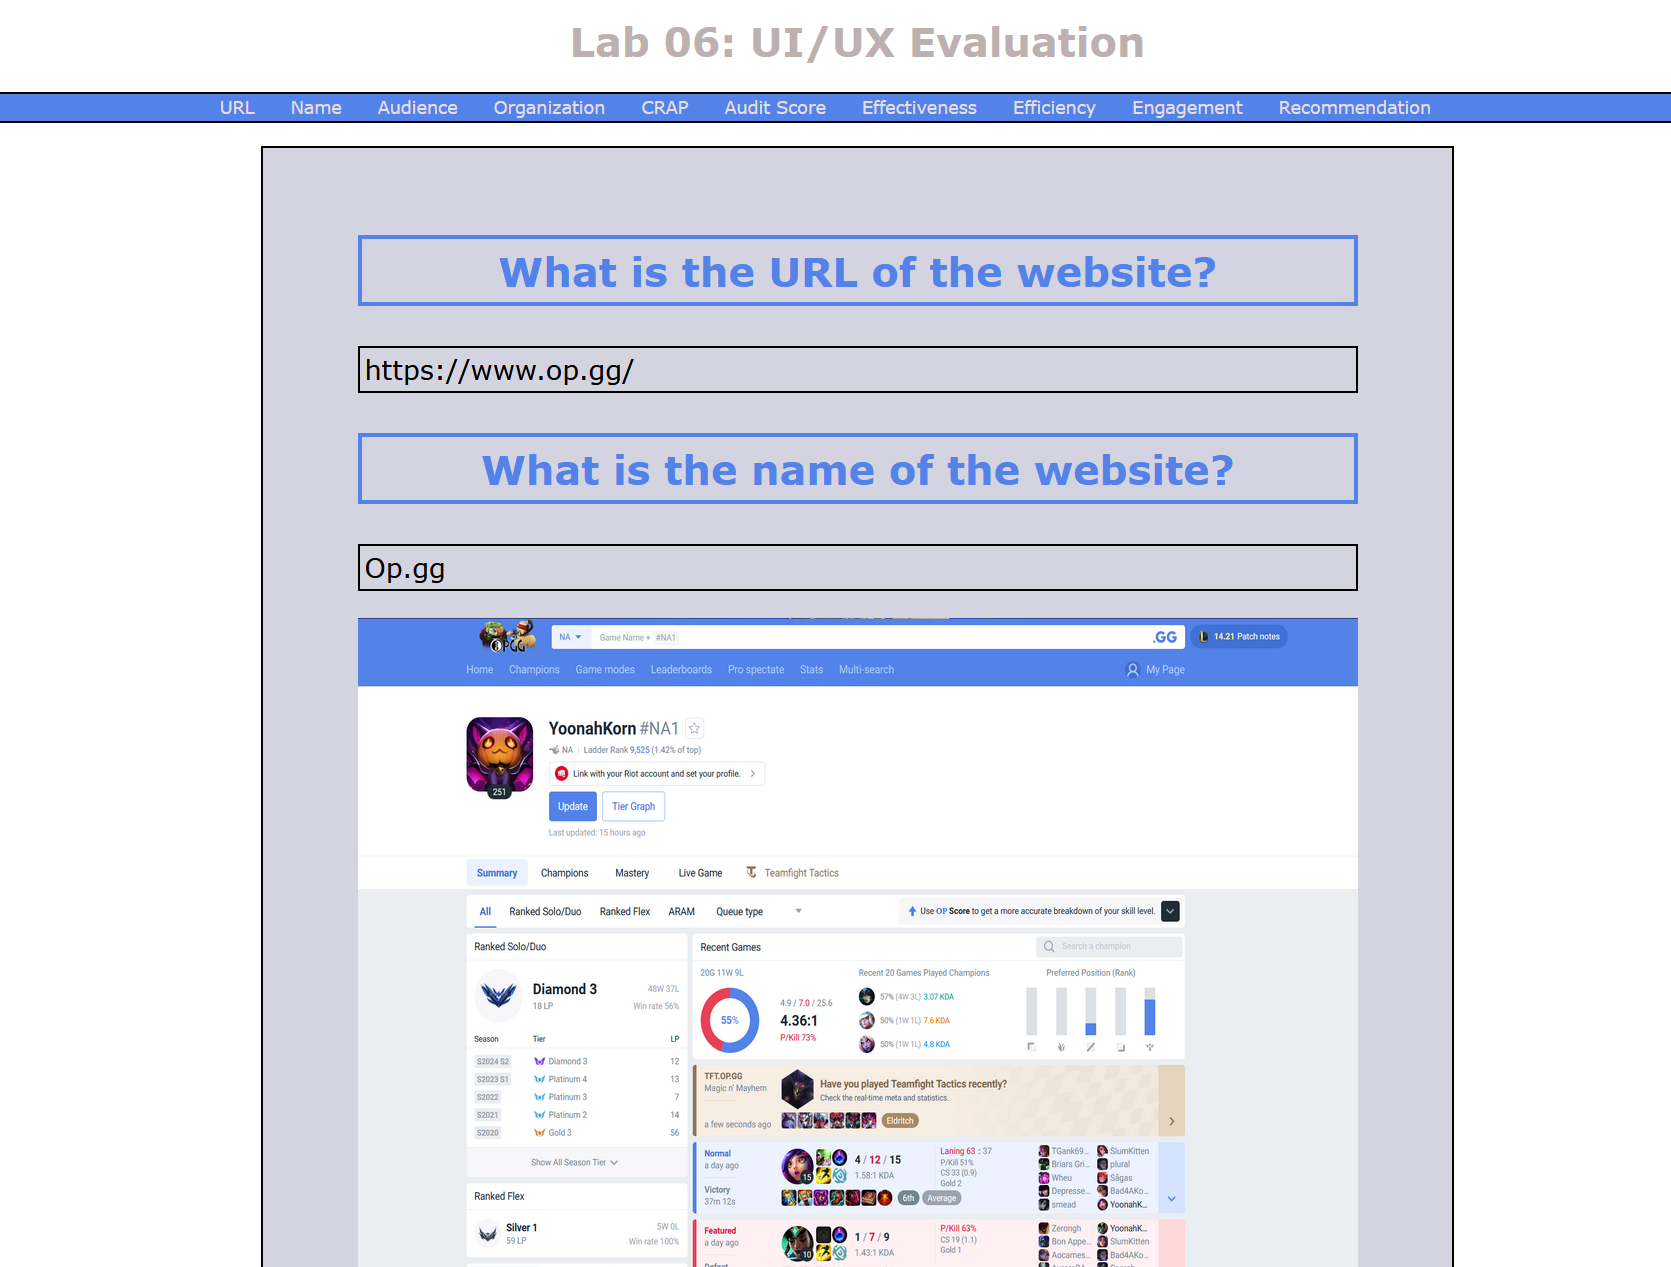 Lab 06: UI/UX Evaluation
URL Name Audience Organization CRAP Audit Score Effectiveness Efficiency Engagement Recommendation
What is the URL of the website?
https://www.op.gg/
What is the name of the website?
Op.gg
OPGG NA Game Name + #NA1 .GG 14.21 Patch notes
Home Champions Game modes Leaderboards Pro spectate Stats Multi-search My Page
YoonahKorn #NA1
NA Ladder Rank 9,525 (1.42% of top)
Link with your Riot account and set your profile.
251
Update Tier Graph
Last updated: 15 hours ago
Summary Champions Mastery Live Game Teamfight Tactics
All Ranked Solo/Duo Ranked Flex ARAM Queue type Use OP Score to get a more accurate breakdown of your skill level.
Ranked Solo/Duo
Diamond 3 48W 37L
18 LP Win rate 56%
Season Tier LP
S2024 S2 Diamond 3 12
S2023 S1 Platinum 4 13
S2022 Platinum 3 7
S2021 Platinum 2 14
S2020 Gold 3 56
Show All Season Tier
Ranked Flex
Silver 1 5W 0L
59 LP Win rate 100%
Recent Games Search a champion
20G 11W 9L Recent 20 Games Played Champions Preferred Position (Rank)
55%
4.9 / 7.0 / 25.6
4.36:1
P/Kill 73%
57% (4W 3L) 3.07 KDA
50% (1W 1L) 7.6 KDA
50% (1W 1L) 4.8 KDA
TFT.OP.GG
Magic n' Mayhem
a few seconds ago
Have you played Teamfight Tactics recently?
Check the real-time meta and statistics.
Eldritch
Normal
a day ago
Victory
37m 12s
15
4 / 12 / 15
1.58:1 KDA
6th Average
Laning 63 : 37
P/Kill 51%
CS 33 (0.9)
Gold 2
TGank69... SlumKitten
Briars Gri... plural
Wheu Sågas
Depresse... Bad4AKo...
smead YoonahK...
Featured
a day ago
Defeat
10
1 / 7 / 9
1.43:1 KDA
P/Kill 63%
CS 19 (1.1)
Gold 1
Zerongh YoonahK...
Bon Appe... SlumKitten
Aocames... Bad4AKo...